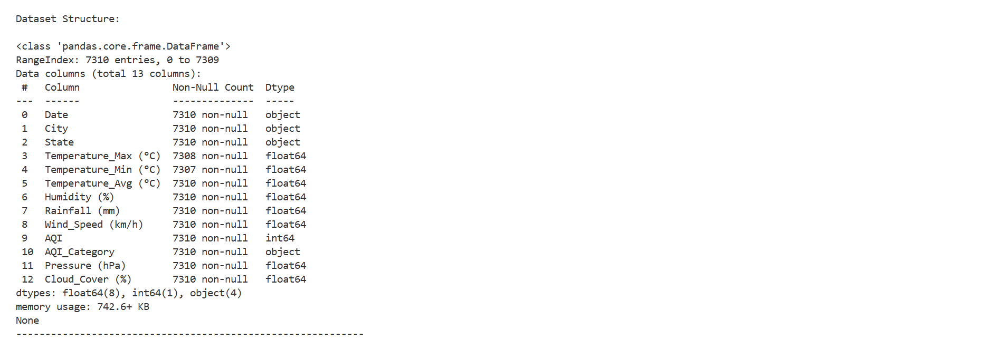 Dataset Structure:
<class 'pandas.core.frame.DataFrame'>
RangeIndex: 7310 entries, 0 to 7309
Data columns (total 13 columns):
 #   Column                Non-Null Count  Dtype
---  ------                --------------  -----
 0   Date                  7310 non-null   object
 1   City                  7310 non-null   object
 2   State                 7310 non-null   object
 3   Temperature_Max (°C)  7308 non-null   float64
 4   Temperature_Min (°C)  7307 non-null   float64
 5   Temperature_Avg (°C)  7310 non-null   float64
 6   Humidity (%)          7310 non-null   float64
 7   Rainfall (mm)         7310 non-null   float64
 8   Wind_Speed (km/h)     7310 non-null   float64
 9   AQI                   7310 non-null   int64
 10  AQI_Category          7310 non-null   object
 11  Pressure (hPa)        7310 non-null   float64
 12  Cloud_Cover (%)       7310 non-null   float64
dtypes: float64(8), int64(1), object(4)
memory usage: 742.6+ KB
None
------------------------------------------------------------